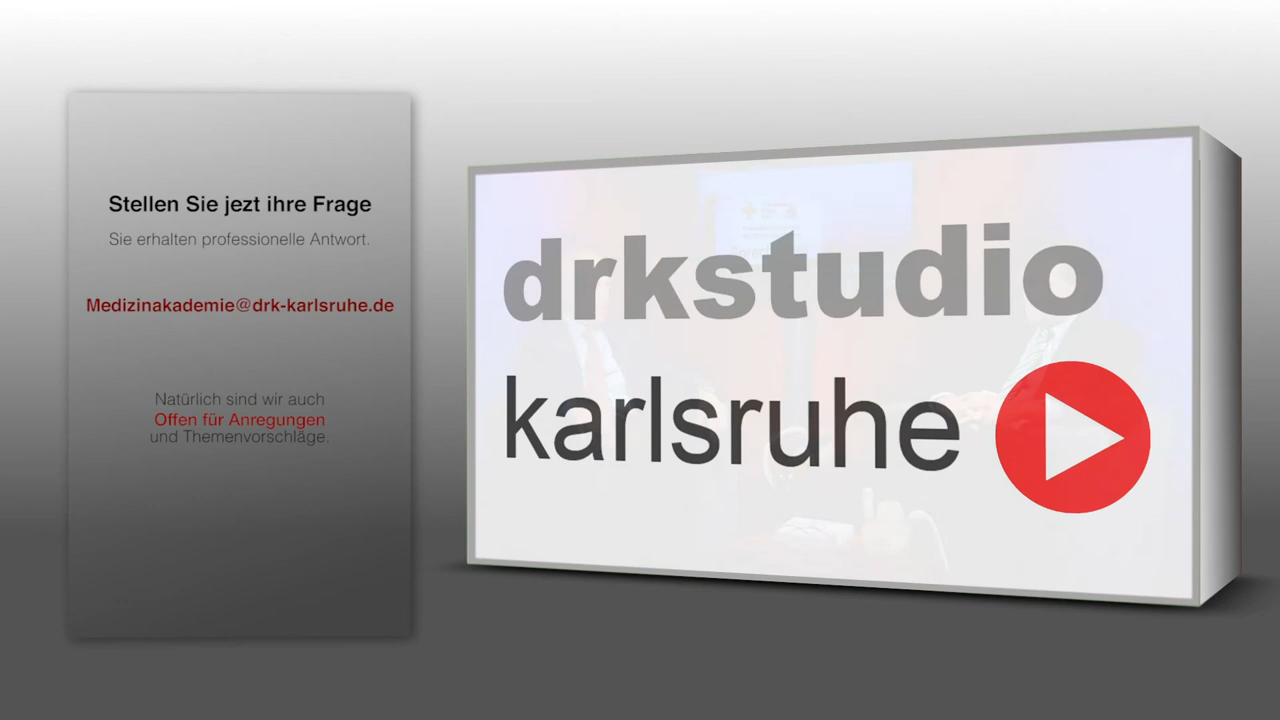 Stellen Sie jezt ihre Frage
Sie erhalten professionelle Antwort.
Medizinakademie@drk-karlsruhe.de
Natürlich sind wir auch
Offen für Anregungen
und Themenvorschläge.
drkstudio
karlsruhe